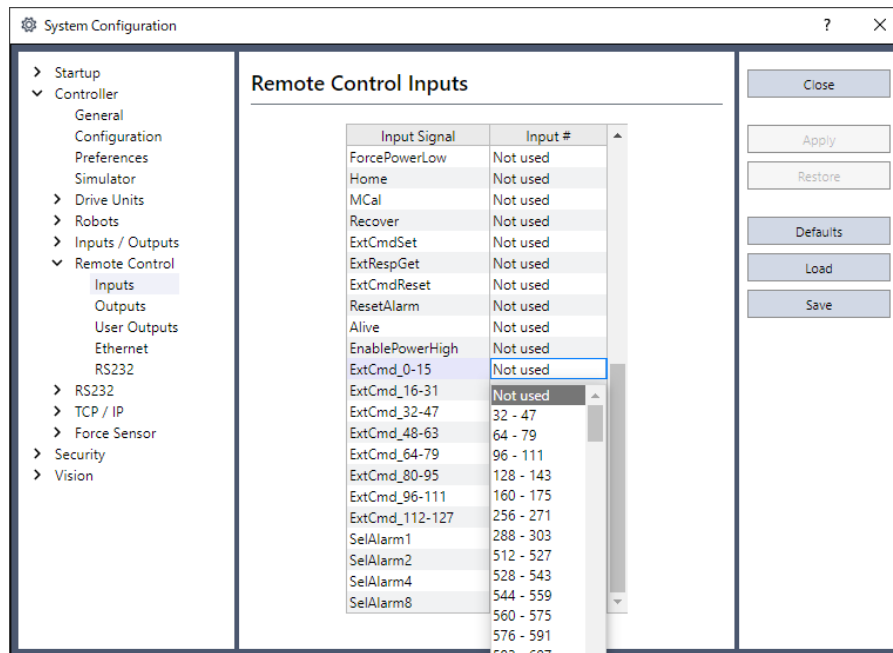 System Configuration
?
Startup
Controller
General
Configuration
Preferences
Simulator
Drive Units
Robots
Inputs / Outputs
Remote Control
Inputs
Outputs
User Outputs
Ethernet
RS232
RS232
TCP / IP
Force Sensor
Security
Vision
Remote Control Inputs
Input Signal Input #
ForcePowerLow Not used
Home Not used
MCal Not used
Recover Not used
ExtCmdSet Not used
ExtRespGet Not used
ExtCmdReset Not used
ResetAlarm Not used
Alive Not used
EnablePowerHigh Not used
ExtCmd_0-15 Not used
ExtCmd_16-31
ExtCmd_32-47
ExtCmd_48-63
ExtCmd_64-79
ExtCmd_80-95
ExtCmd_96-111
ExtCmd_112-127
SelAlarm1
SelAlarm2
SelAlarm4
SelAlarm8
Not used
32 - 47
64 - 79
96 - 111
128 - 143
160 - 175
256 - 271
288 - 303
512 - 527
528 - 543
544 - 559
560 - 575
576 - 591
Close
Apply
Restore
Defaults
Load
Save